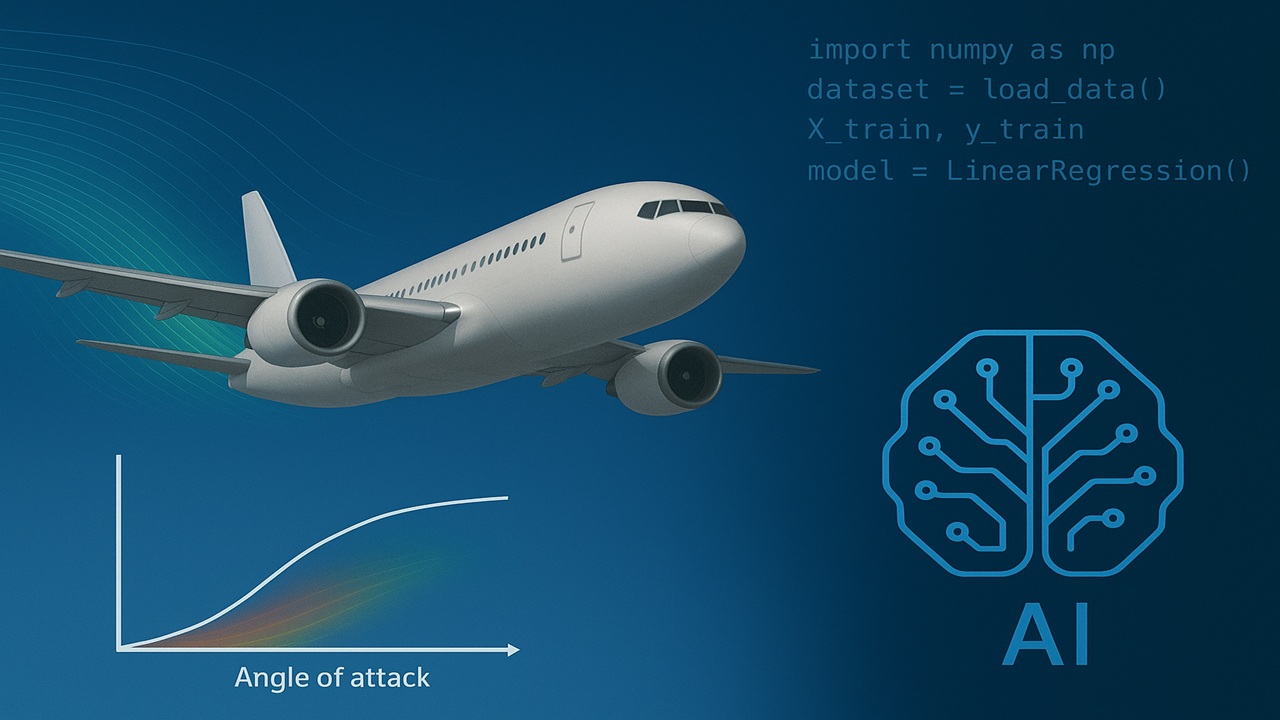 import numpy as np
dataset = load_data()
X_train, y_train
model = LinearRegression()
AI
Angle of attack